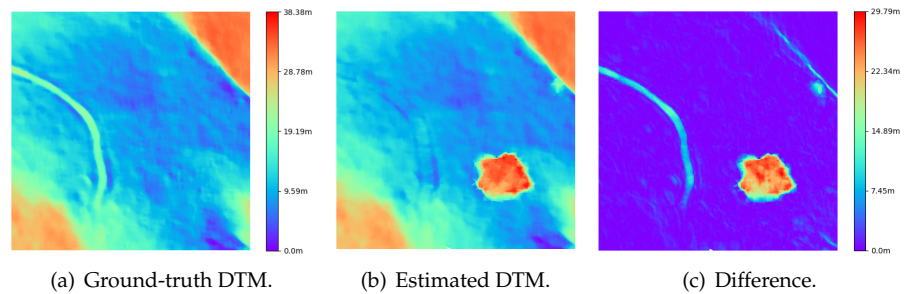 38.38m
28.78m
19.19m
9.59m
0.0m
29.79m
22.34m
14.89m
7.45m
0.0m
(a) Ground-truth DTM.
(b) Estimated DTM.
(c) Difference.